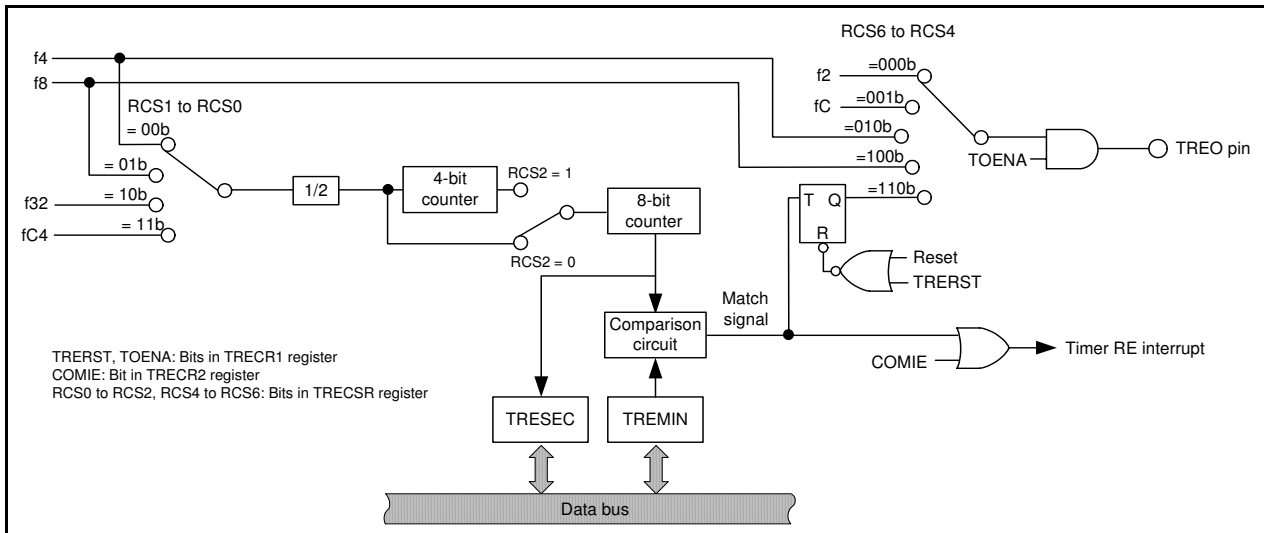 RCS6 to RCS4
f4
f8
f2
=000b
fC
=001b
=010b
=100b
=110b
TOENA
TREO pin
RCS1 to RCS0
= 00b
= 01b
f32
= 10b
fC4
= 11b
1/2
4-bit
counter
RCS2 = 1
RCS2 = 0
8-bit
counter
T
Q
R
Reset
TRERST
Match
signal
Comparison
circuit
COMIE
Timer RE interrupt
TRERST, TOENA: Bits in TRECR1 register
COMIE: Bit in TRECR2 register
RCS0 to RCS2, RCS4 to RCS6: Bits in TRECSR register
TRESEC
TREMIN
Data bus